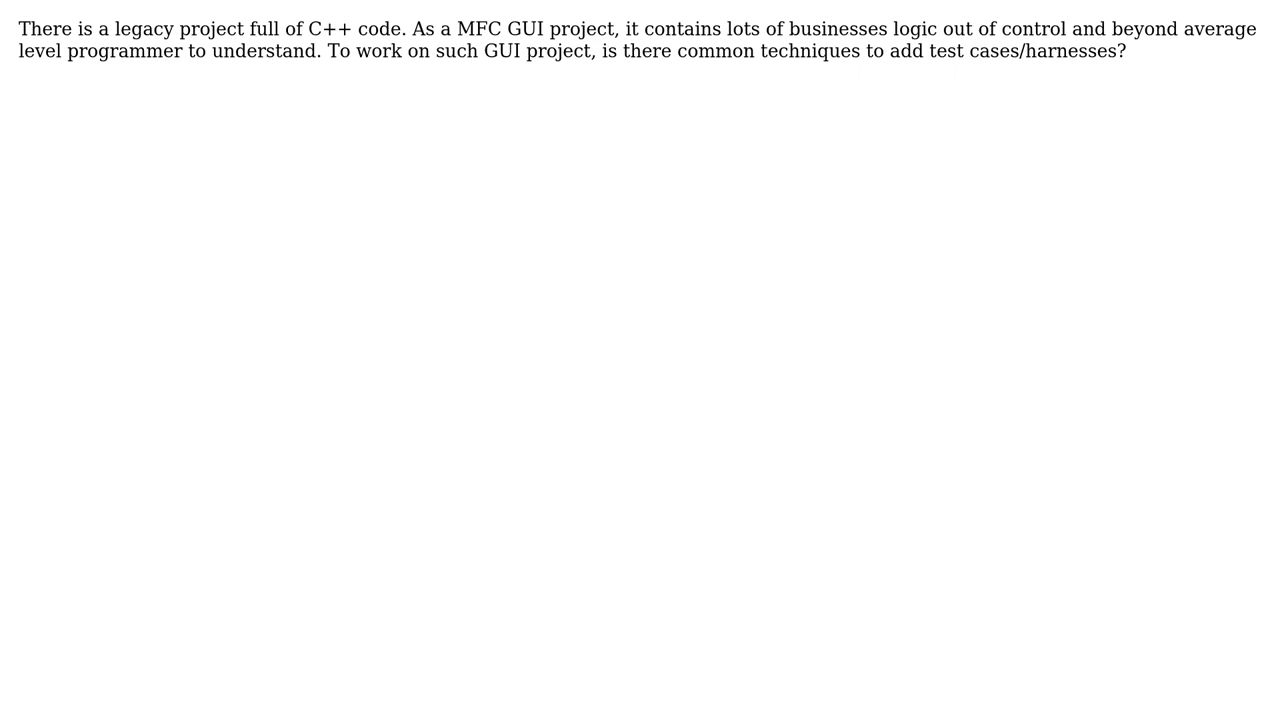 There is a legacy project full of C++ code. As a MFC GUI project, it contains lots of businesses logic out of control and beyond average
level programmer to understand. To work on such GUI project, is there common techniques to add test cases/harnesses?